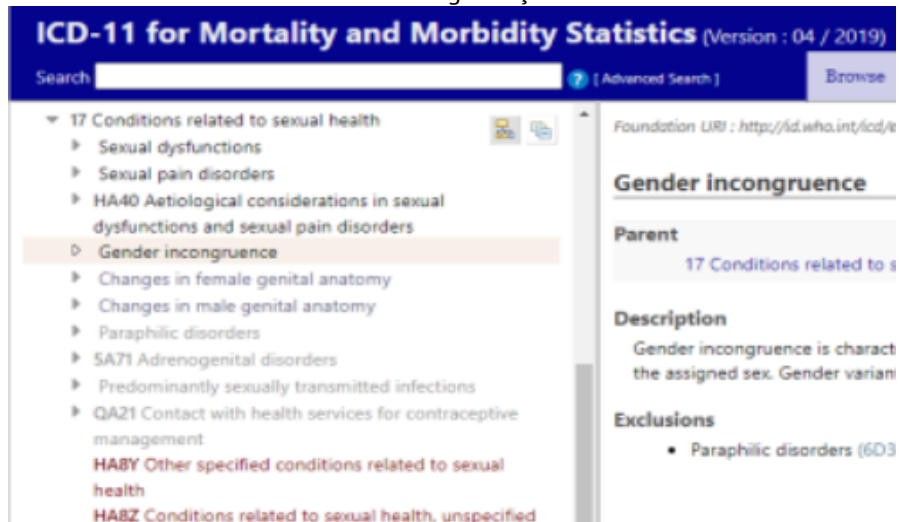 ICD-11 for Mortality and Morbidity Statistics (Version : 04 / 2019)
Search
? [ Advanced Search ]
Browse
17 Conditions related to sexual health
Sexual dysfunctions
Sexual pain disorders
HA40 Aetiological considerations in sexual
dysfunctions and sexual pain disorders
Gender incongruence
Changes in female genital anatomy
Changes in male genital anatomy
Paraphilic disorders
5A71 Adrenogenital disorders
Predominantly sexually transmitted infections
QA21 Contact with health services for contraceptive
management
HA8Y Other specified conditions related to sexual
health
HA8Z Conditions related to sexual health, unspecified
Foundation URI : http://id.who.int/icd/e
Gender incongruence
Parent
17 Conditions related to s
Description
Gender incongruence is charact
the assigned sex. Gender varian
Exclusions
• Paraphilic disorders (6D3